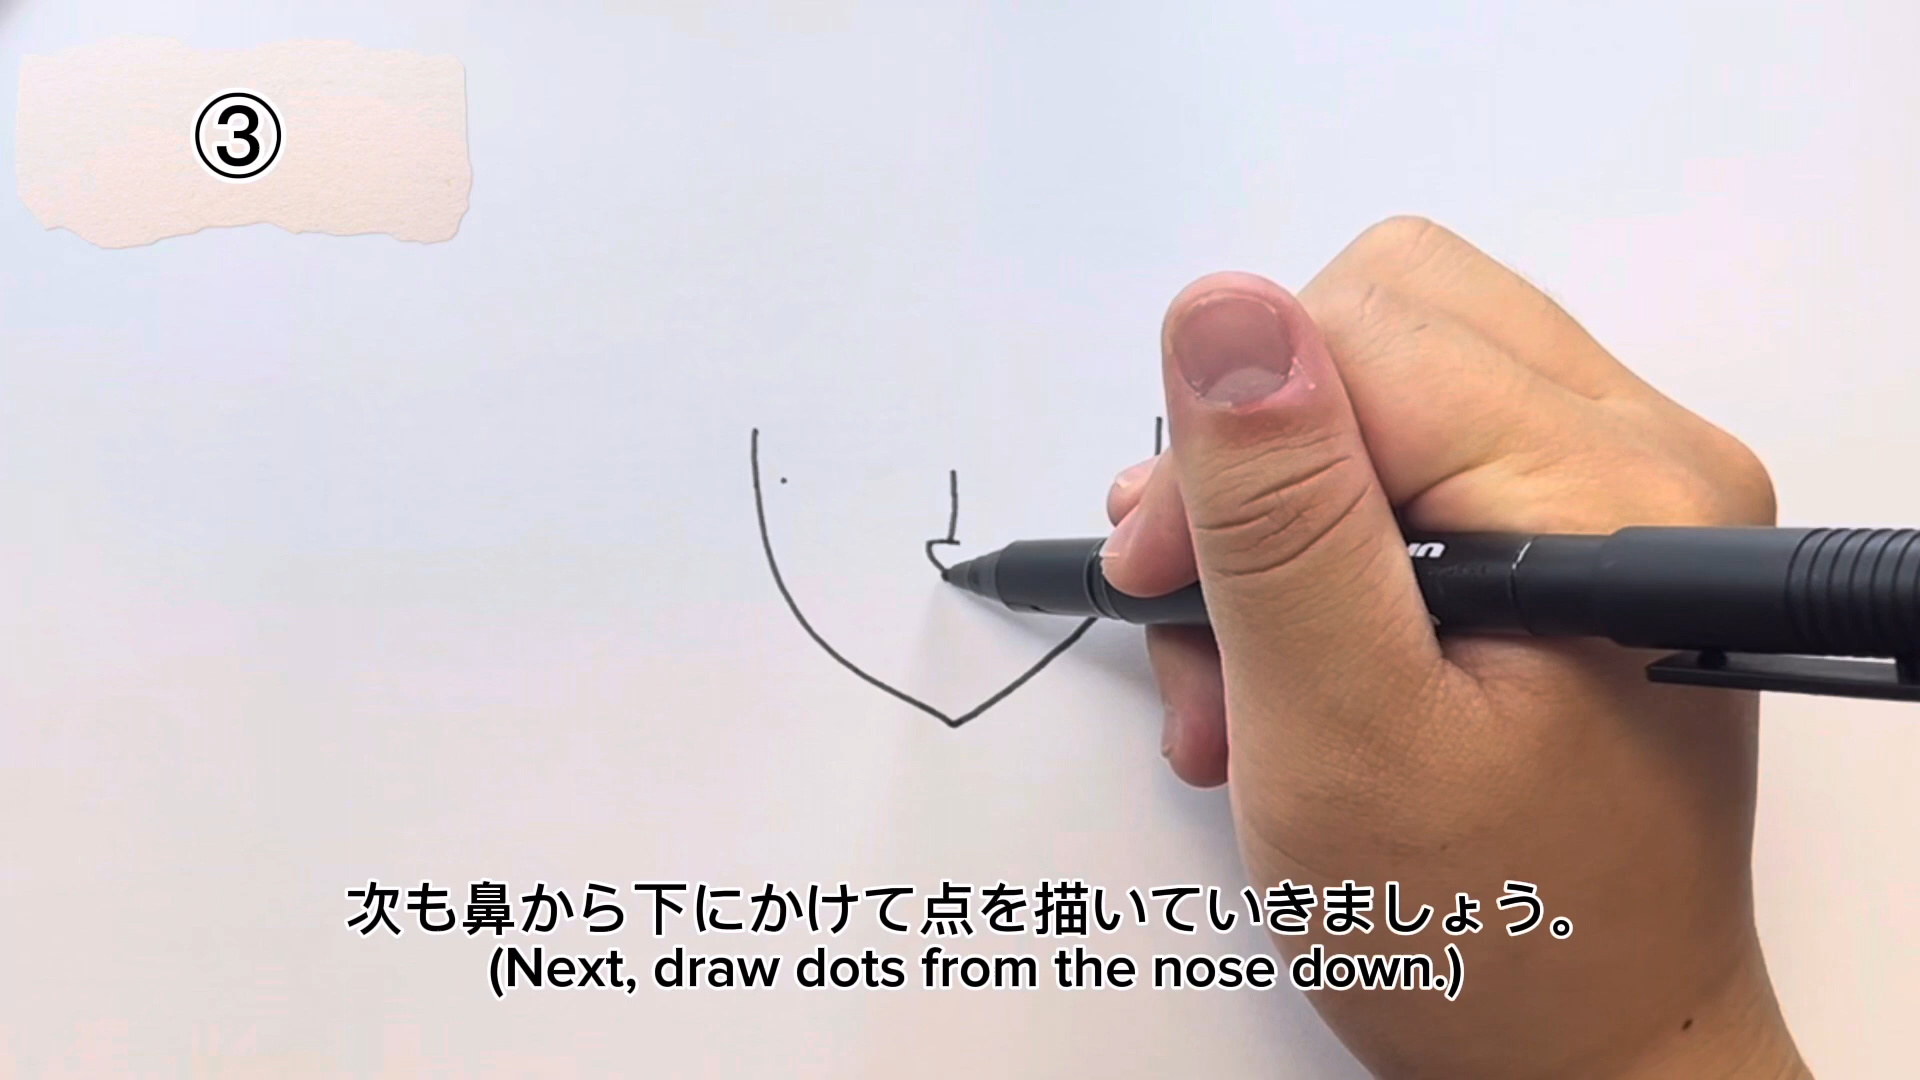 ③
次も鼻から下にかけて点を描いていきましょう。
(Next, draw dots from the nose down.)